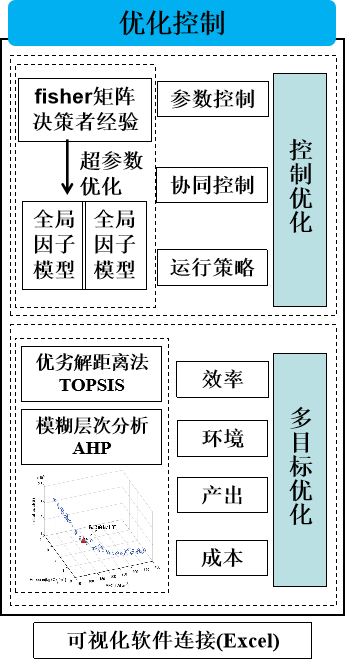 优化控制
fisher矩阵
决策者经验
超参数
优化
全局
因子
模型
全局
因子
模型
参数控制
协同控制
运行策略
控制优化
优劣解距离法
TOPSIS
模糊层次分析
AHP
效率
环境
产出
成本
多目标优化
可视化软件连接(Excel)